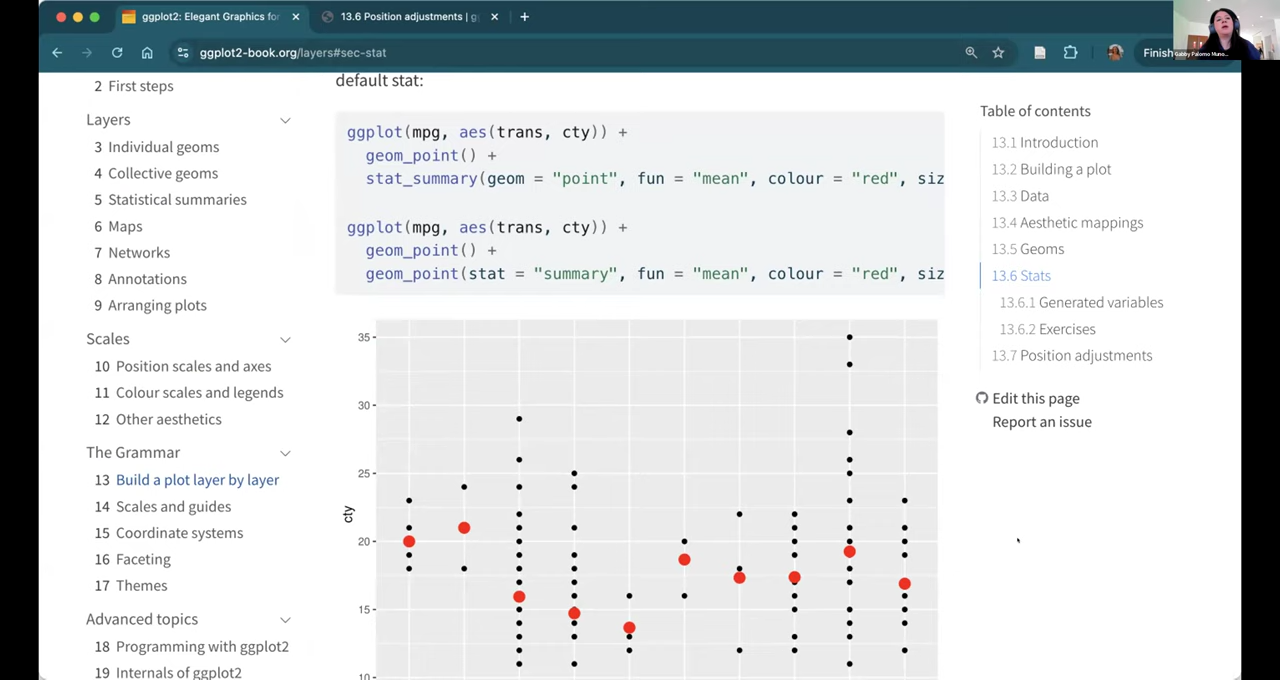 ggplot2: Elegant Graphics for
13.6 Position adjustments | g
ggplot2-book.org/layers#sec-stat
Finish
Gabby Palomo Muno...
2 First steps
Layers
3 Individual geoms
4 Collective geoms
5 Statistical summaries
6 Maps
7 Networks
8 Annotations
9 Arranging plots
Scales
10 Position scales and axes
11 Colour scales and legends
12 Other aesthetics
The Grammar
13 Build a plot layer by layer
14 Scales and guides
15 Coordinate systems
16 Faceting
17 Themes
Advanced topics
18 Programming with ggplot2
19 Internals of ggplot2
default stat:
ggplot(mpg, aes(trans, cty)) +
  geom_point() +
  stat_summary(geom = "point", fun = "mean", colour = "red", siz
ggplot(mpg, aes(trans, cty)) +
  geom_point() +
  geom_point(stat = "summary", fun = "mean", colour = "red", siz
35
30
25
cty
20
15
10
Table of contents
13.1 Introduction
13.2 Building a plot
13.3 Data
13.4 Aesthetic mappings
13.5 Geoms
13.6 Stats
13.6.1 Generated variables
13.6.2 Exercises
13.7 Position adjustments
Edit this page
Report an issue